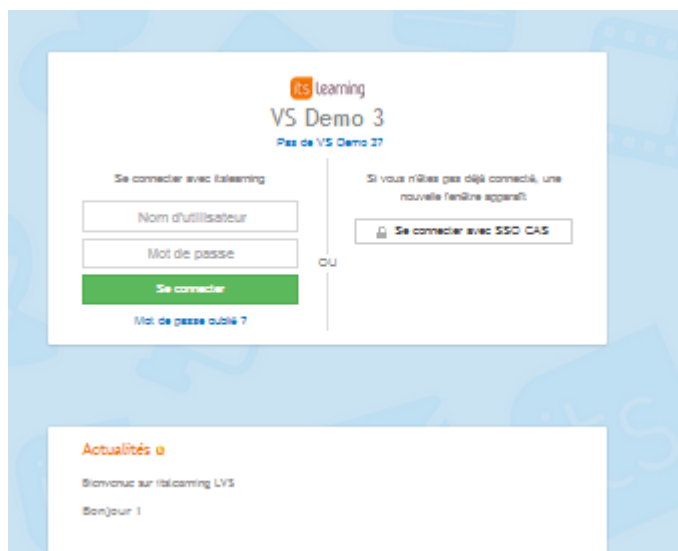 its learning
VS Demo 3
Pas de VS Demo 3?
Se connecter avec itslearning
Nom d'utilisateur
Mot de passe
Se connecter
Mot de passe oublié ?
OU
Si vous n'êtes pas déjà connecté, une
nouvelle fenêtre apparaît
Se connecter avec SSO CAS
Actualités
Bienvenue sur itslearning LVS
Bonjour !
its